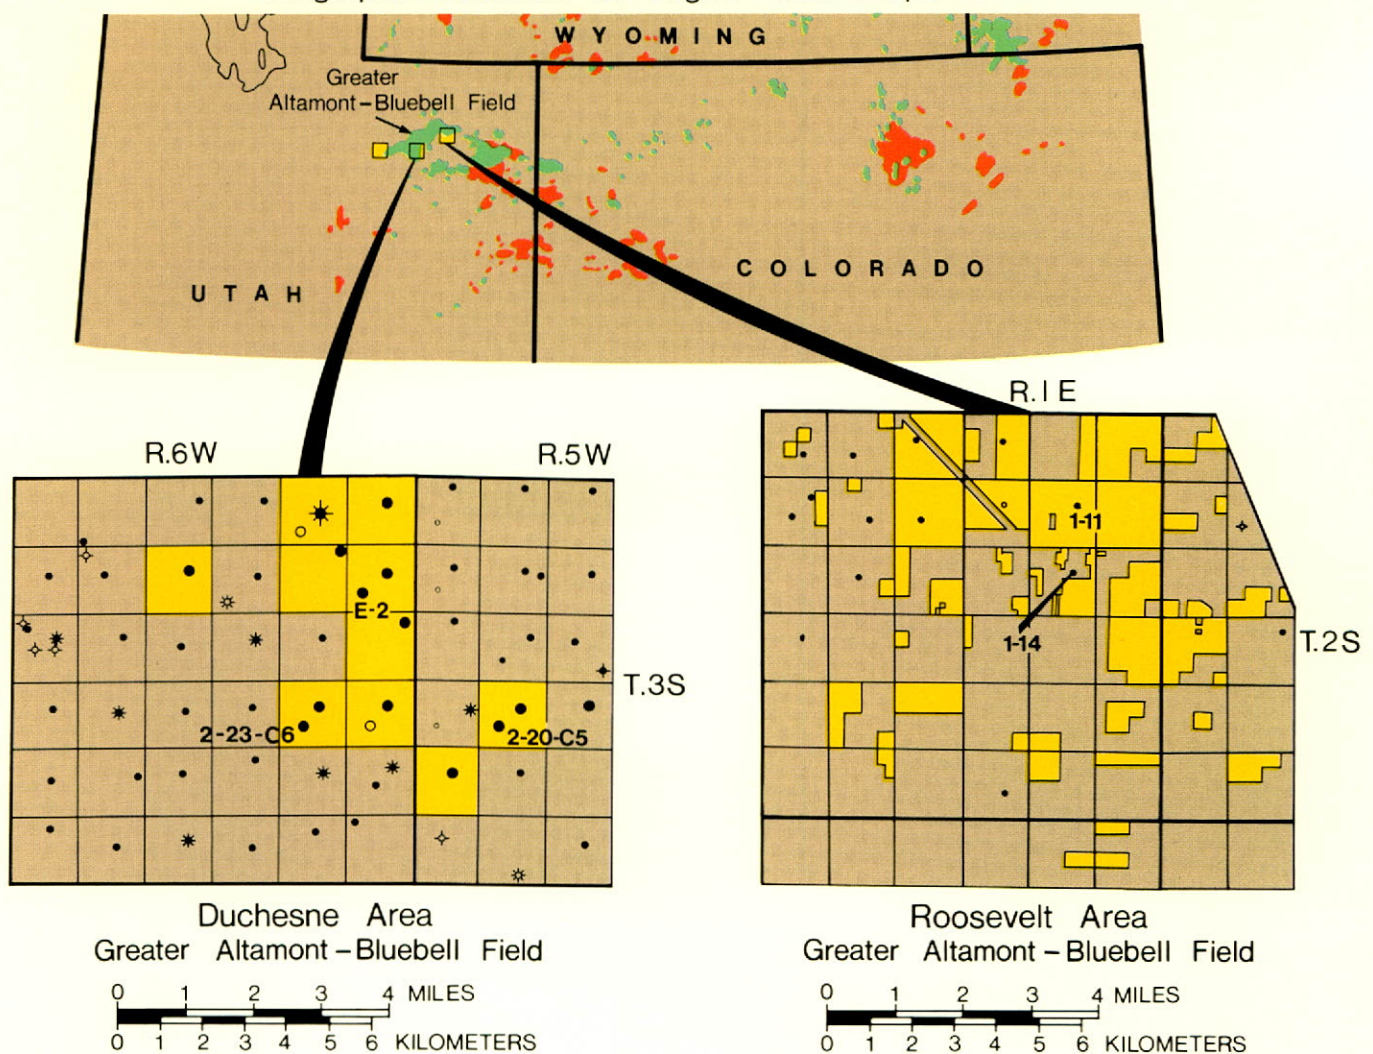 WYOMING
Greater
Altamont-Bluebell Field
UTAH
COLORADO
R.6W
R.5W
E-2
T.3S
2-23-C6
2-20-C5
Duchesne Area
Greater Altamont-Bluebell Field
0 1 2 3 4 MILES
0 1 2 3 4 5 6 KILOMETERS
R.1E
1-11
1-14
T.2S
Roosevelt Area
Greater Altamont-Bluebell Field
0 1 2 3 4 MILES
0 1 2 3 4 5 6 KILOMETERS